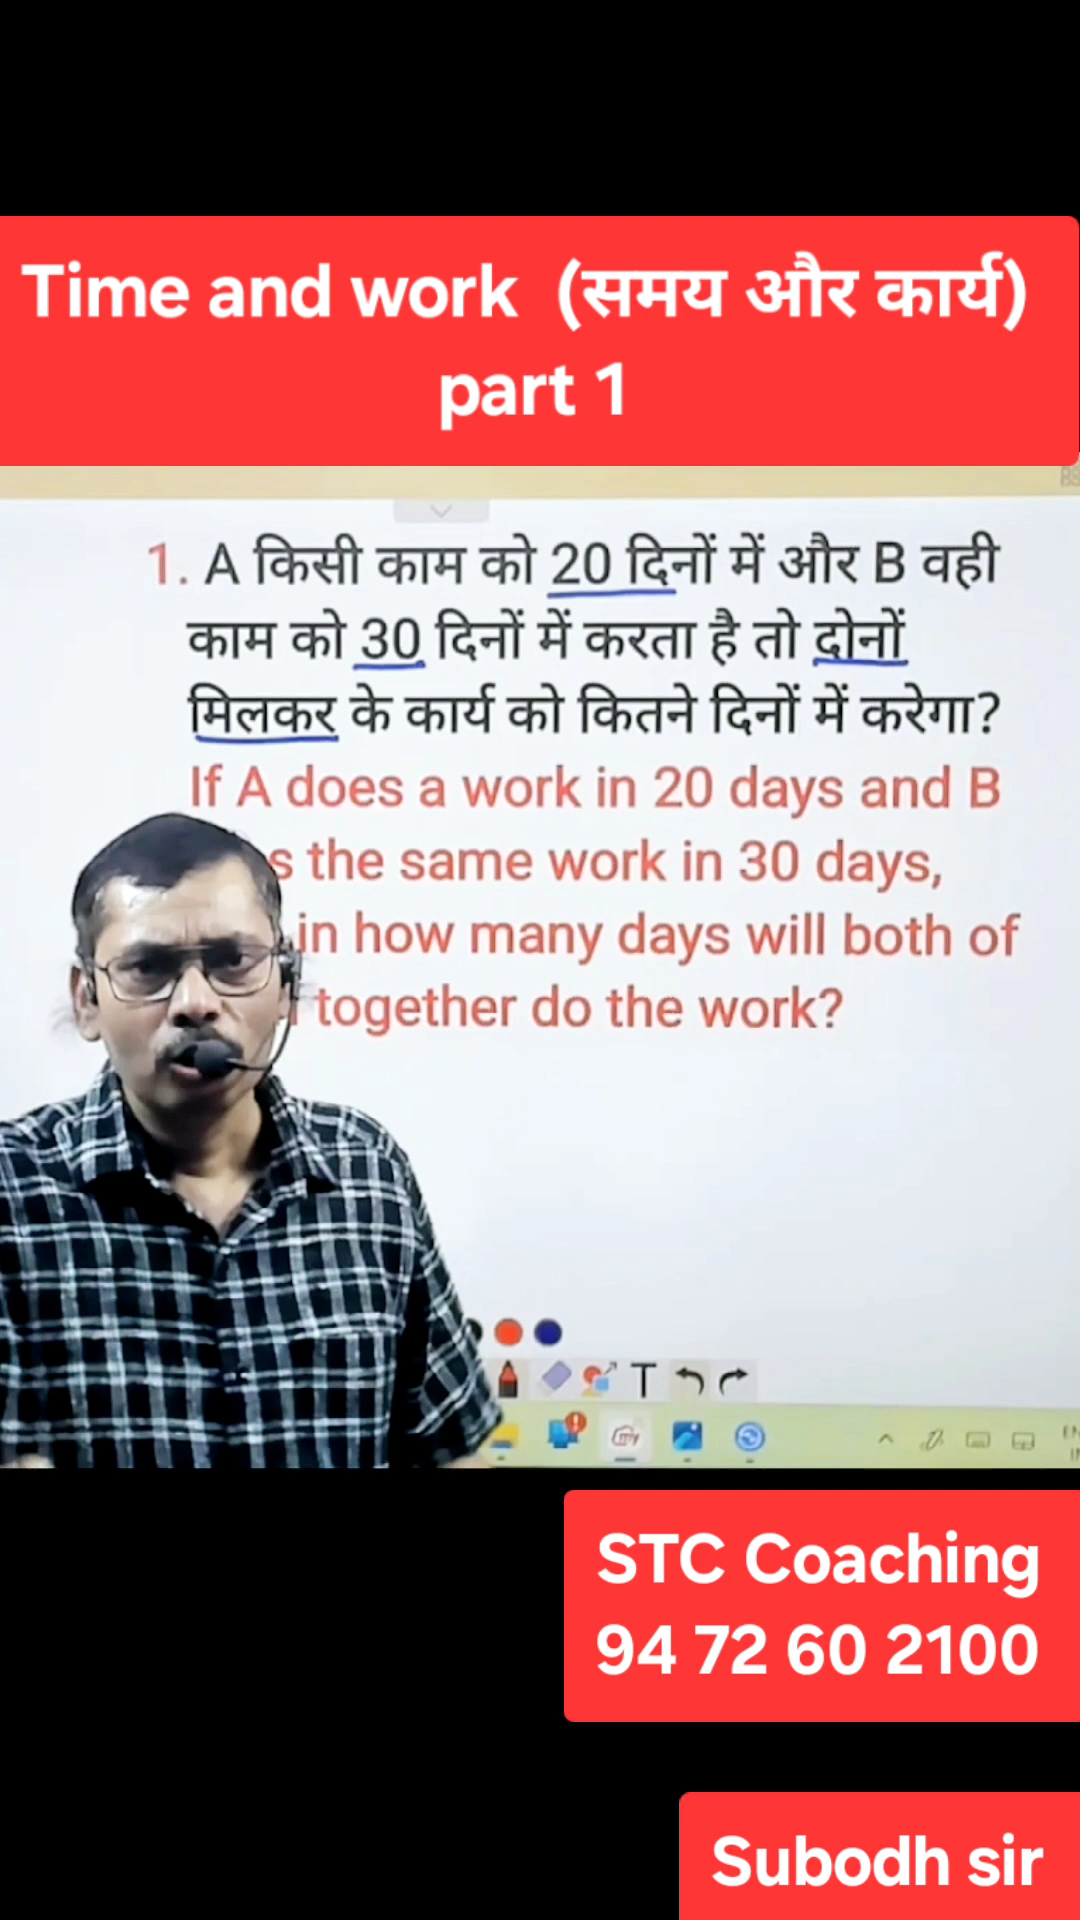 Time and work (समय और कार्य)
part 1
1. A किसी काम को 20 दिनों में और B वही
काम को 30 दिनों में करता है तो दोनों
मिलकर के कार्य को कितने दिनों में करेगा?
If A does a work in 20 days and B
the same work in 30 days,
in how many days will both of
together do the work?
T
my
STC Coaching
94 72 60 2100
Subodh sir